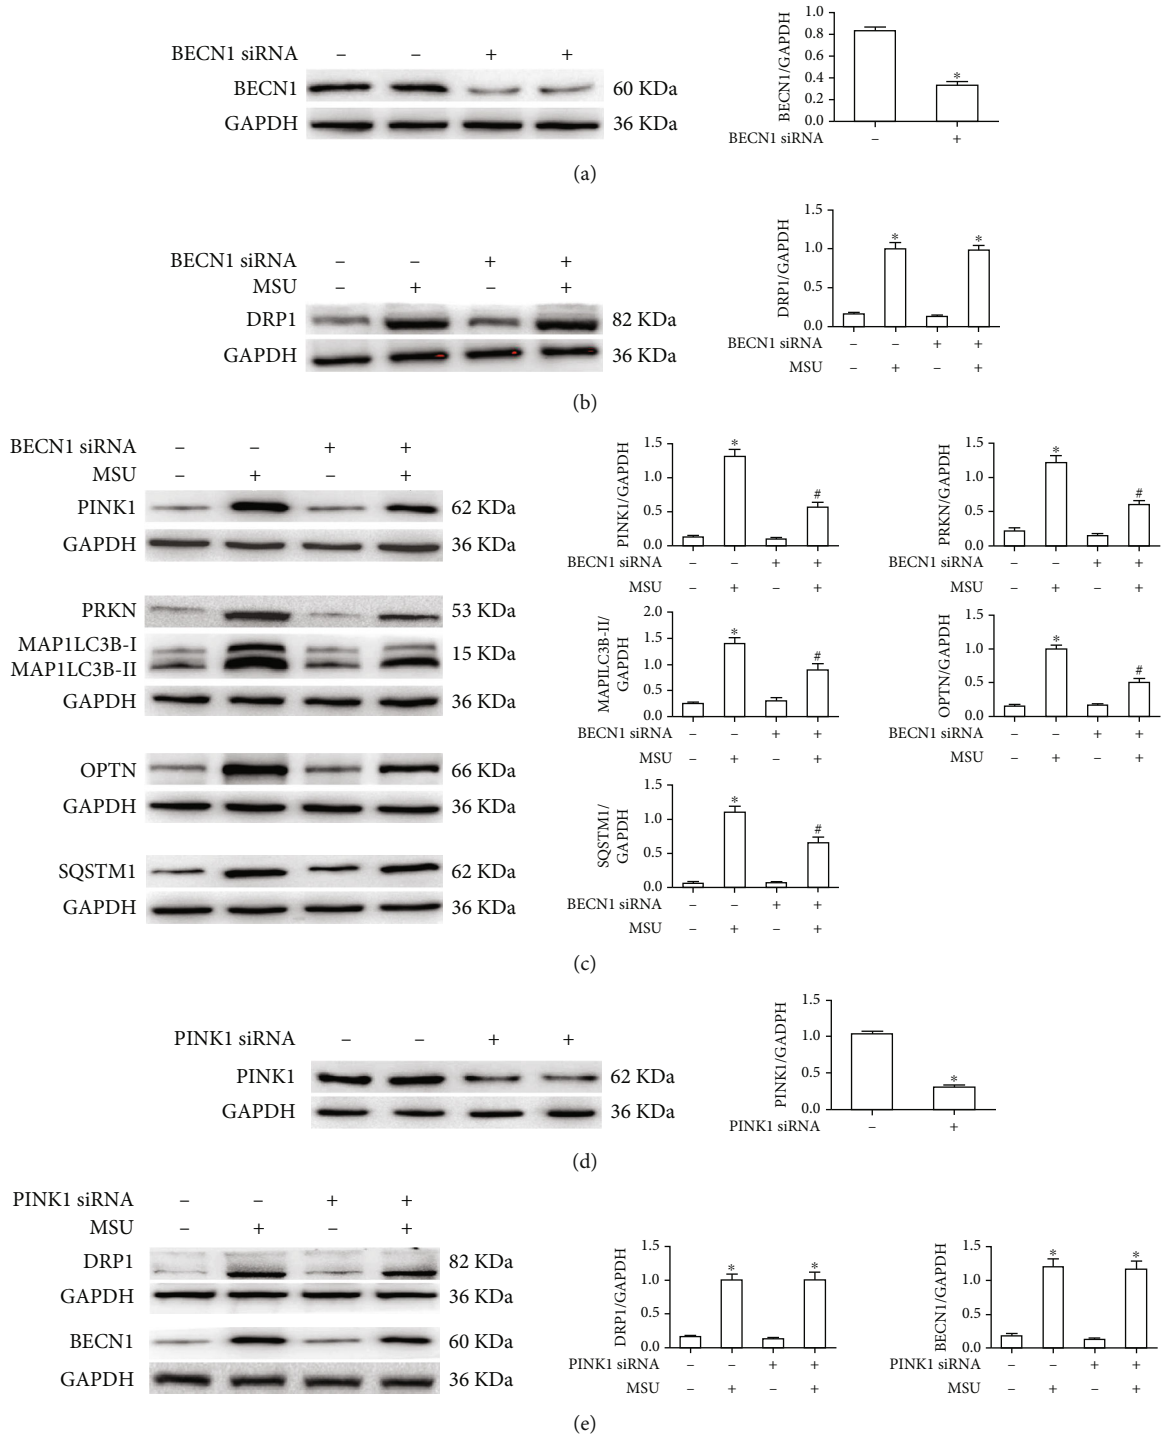 BECN1 siRNA – – + +
BECN1 60 KDa
GAPDH 36 KDa
BECN1/GAPDH
1.0
0.8
0.6
0.4
0.2
0.0
*
BECN1 siRNA – +
(a)
BECN1 siRNA – – + +
MSU – + – +
DRP1 82 KDa
GAPDH 36 KDa
DRP1/GAPDH
1.5
1.0
0.5
0.0
* *
BECN1 siRNA – – + +
MSU – + – +
(b)
BECN1 siRNA – – + +
MSU – + – +
PINK1 62 KDa
GAPDH 36 KDa
PRKN 53 KDa
MAP1LC3B-I
MAP1LC3B-II
15 KDa
GAPDH 36 KDa
OPTN 66 KDa
GAPDH 36 KDa
SQSTM1 62 KDa
GAPDH 36 KDa
PINK1/GAPDH
1.5
1.0
0.5
0.0
* #
BECN1 siRNA – – + +
MSU – + – +
PRKN/GAPDH
1.5
1.0
0.5
0.0
* #
BECN1 siRNA – – + +
MSU – + – +
MAPILC3B-II/
GAPDH
2.0
1.5
1.0
0.5
0.0
* #
BECN1 siRNA – – + +
MSU – + – +
OPTN/GAPDH
1.5
1.0
0.5
0.0
* #
BECN1 siRNA – – + +
MSU – + – +
SQSTM1/
GAPDH
1.5
1.0
0.5
0.0
* #
BECN1 siRNA – – + +
MSU – + – +
(c)
PINK1 siRNA – – + +
PINK1 62 KDa
GAPDH 36 KDa
PINK1/GADPH
1.5
1.0
0.5
0.0
*
PINK1 siRNA – +
(d)
PINK1 siRNA – – + +
MSU – + – +
DRP1 82 KDa
GAPDH 36 KDa
BECN1 60 KDa
GAPDH 36 KDa
DRP1/GAPDH
1.5
1.0
0.5
0.0
* *
PINK1 siRNA – – + +
MSU – + – +
BECN1/GAPDH
1.5
1.0
0.5
0.0
* *
PINK1 siRNA – – + +
MSU – + – +
(e)